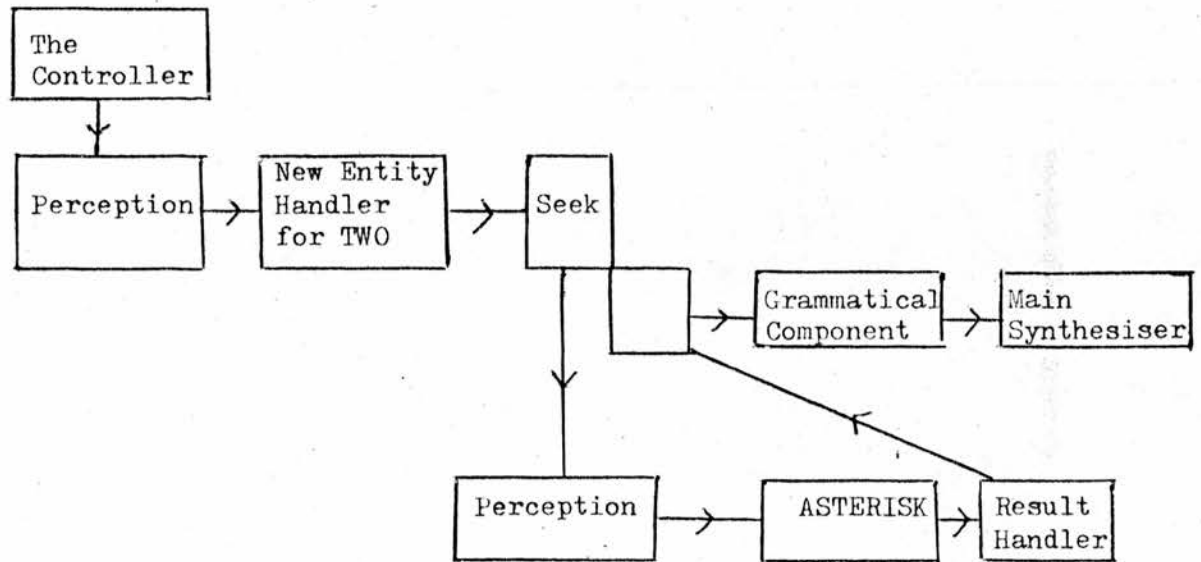 The
Controller
Perception
New Entity
Handler
for TWO
Seek
Grammatical
Component
Main
Synthesiser
Perception
ASTERISK
Result
Handler